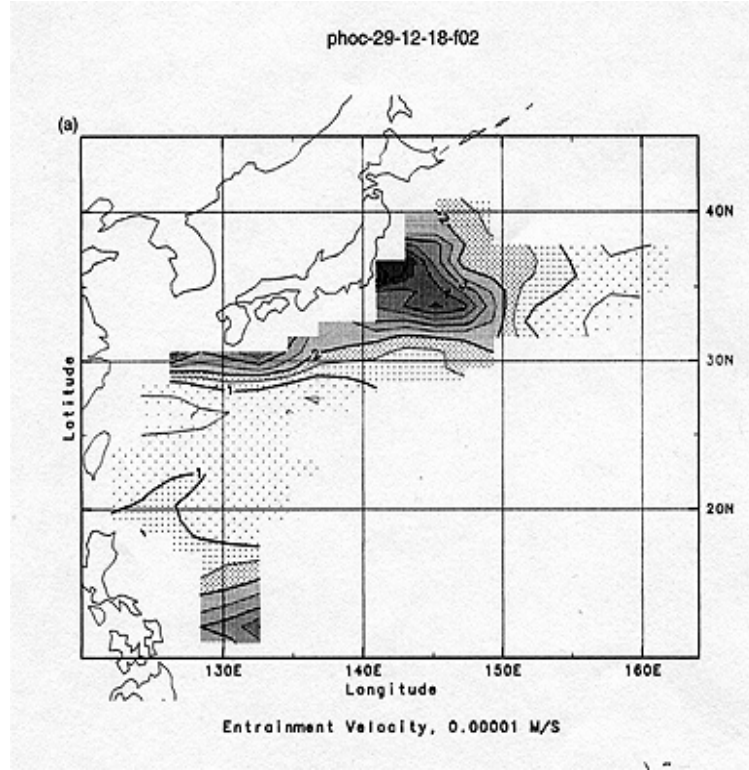 phoc-29-12-18-f02
(a)
40N
2
2
30N
1
1
20N
Latitude
130E 140E 150E 160E
Longitude
Entrainment Velocity, 0.00001 M/S